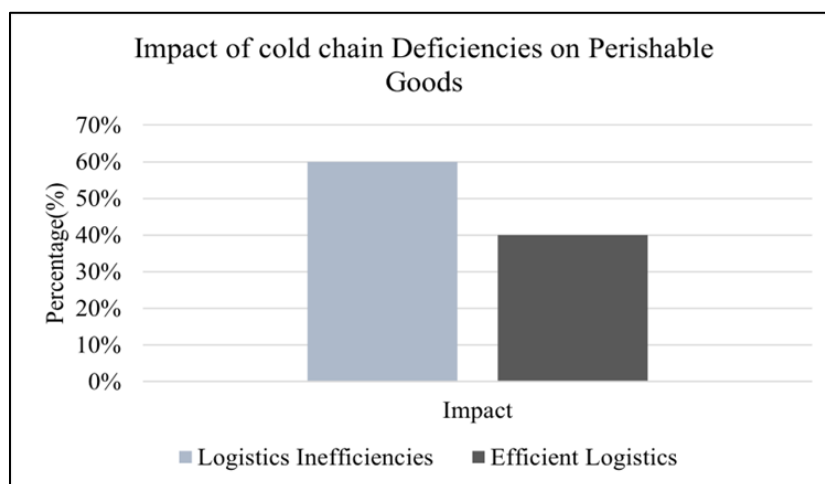 Impact of cold chain Deficiencies on Perishable
Goods
70%
60%
50%
40%
30%
20%
10%
0%
Percentage(%)
Impact
Logistics Inefficiencies
Efficient Logistics